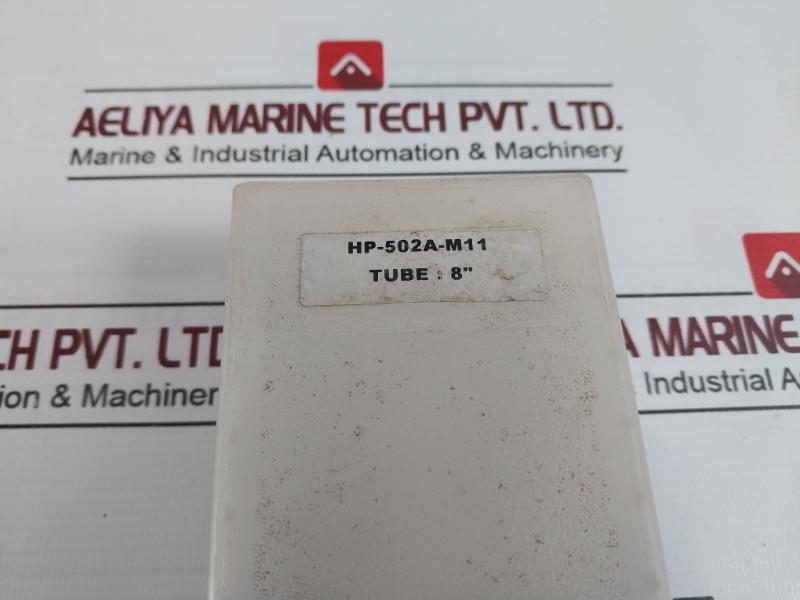 AELIYA MARINE TECH PVT. LTD.
Marine & Industrial Automation & Machinery
HP-502A-M11
TUBE : 8"
CH PVT. LTD
ion & Machiner
A MARINE
Industrial A